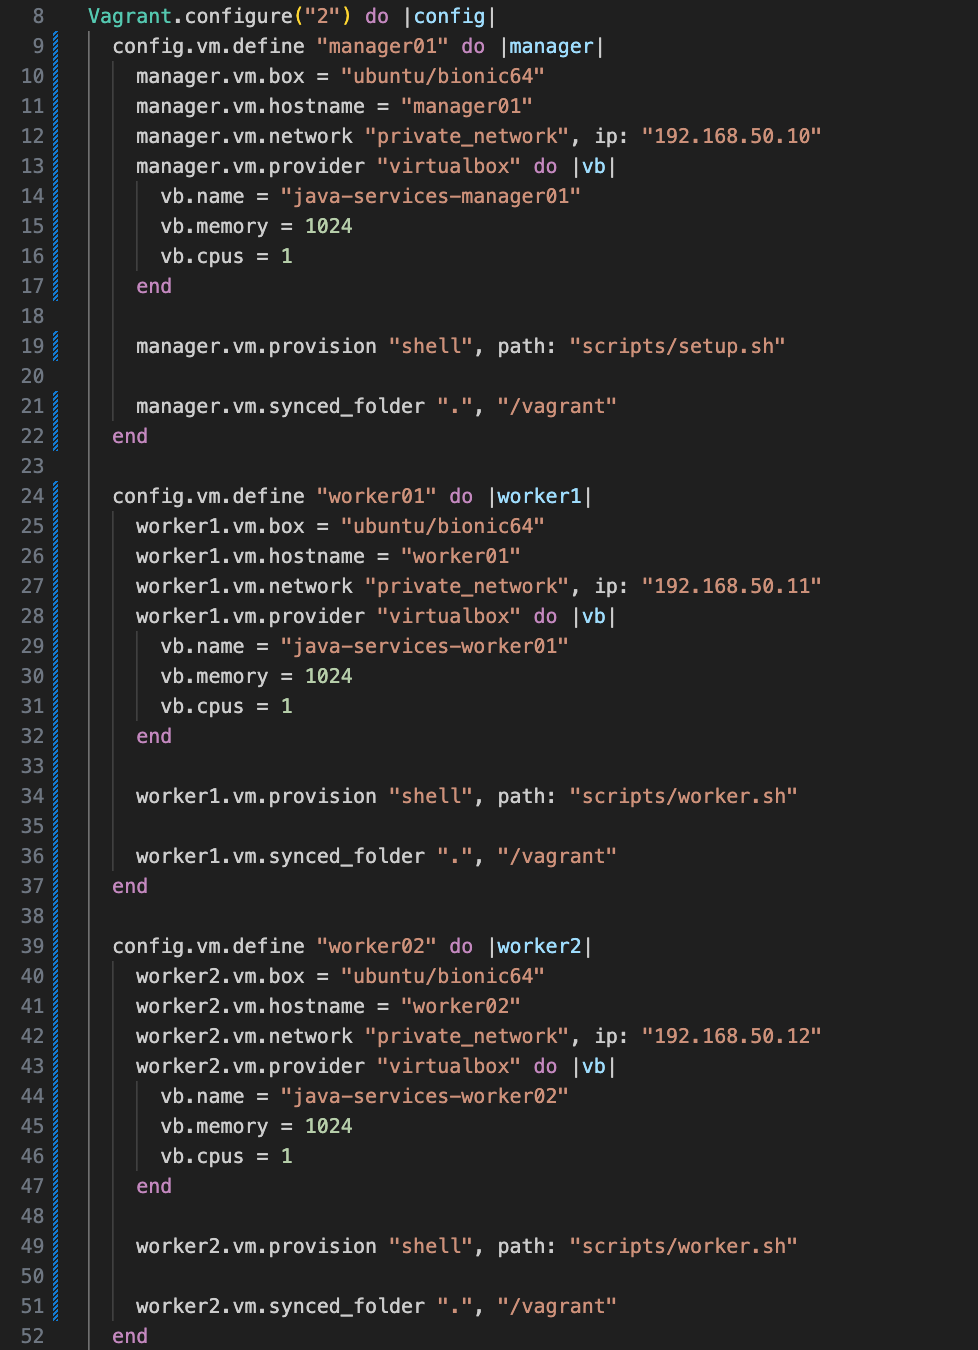 8 Vagrant.configure("2") do |config|
9 config.vm.define "manager01" do |manager|
10 manager.vm.box = "ubuntu/bionic64"
11 manager.vm.hostname = "manager01"
12 manager.vm.network "private_network", ip: "192.168.50.10"
13 manager.vm.provider "virtualbox" do |vb|
14 vb.name = "java-services-manager01"
15 vb.memory = 1024
16 vb.cpus = 1
17 end
18
19 manager.vm.provision "shell", path: "scripts/setup.sh"
20
21 manager.vm.synced_folder ".", "/vagrant"
22 end
23
24 config.vm.define "worker01" do |worker1|
25 worker1.vm.box = "ubuntu/bionic64"
26 worker1.vm.hostname = "worker01"
27 worker1.vm.network "private_network", ip: "192.168.50.11"
28 worker1.vm.provider "virtualbox" do |vb|
29 vb.name = "java-services-worker01"
30 vb.memory = 1024
31 vb.cpus = 1
32 end
33
34 worker1.vm.provision "shell", path: "scripts/worker.sh"
35
36 worker1.vm.synced_folder ".", "/vagrant"
37 end
38
39 config.vm.define "worker02" do |worker2|
40 worker2.vm.box = "ubuntu/bionic64"
41 worker2.vm.hostname = "worker02"
42 worker2.vm.network "private_network", ip: "192.168.50.12"
43 worker2.vm.provider "virtualbox" do |vb|
44 vb.name = "java-services-worker02"
45 vb.memory = 1024
46 vb.cpus = 1
47 end
48
49 worker2.vm.provision "shell", path: "scripts/worker.sh"
50
51 worker2.vm.synced_folder ".", "/vagrant"
52 end